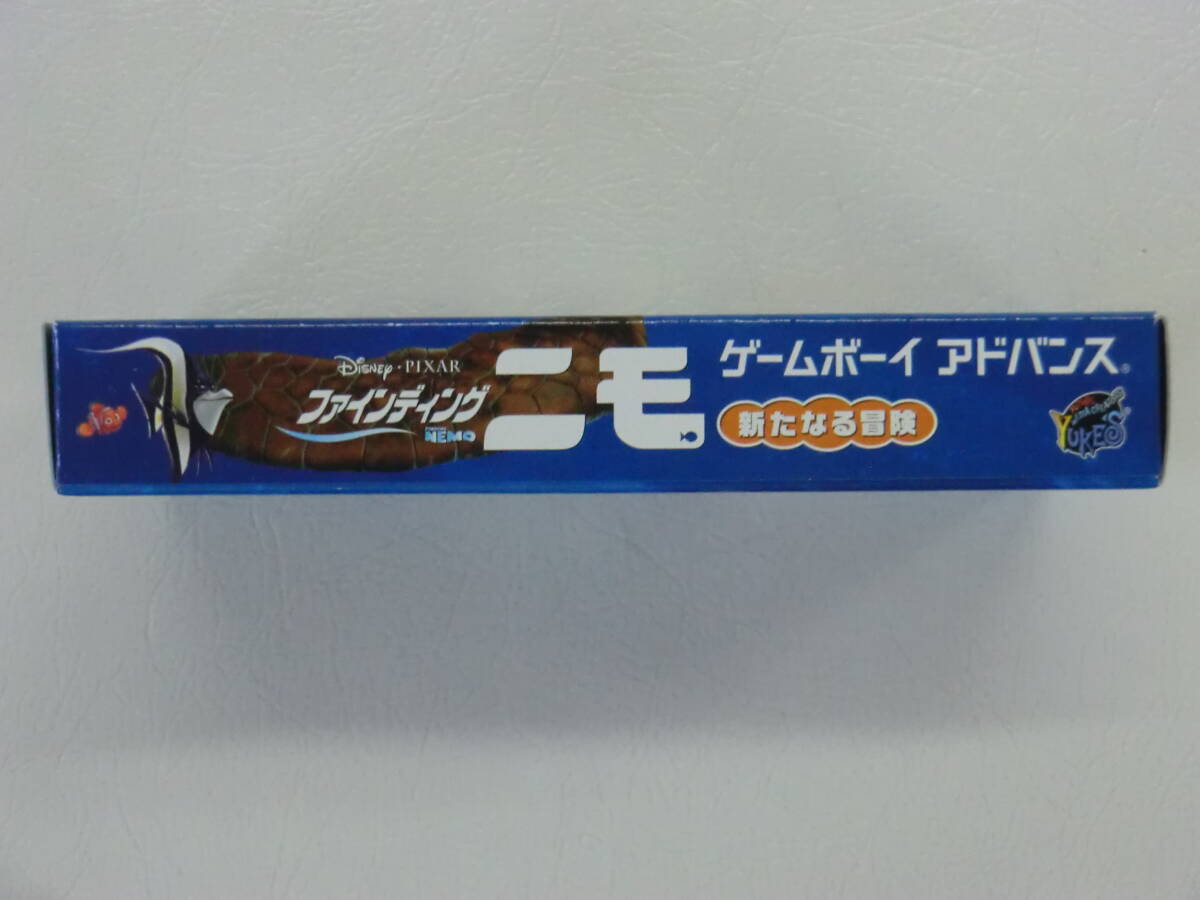 Disney・PIXAR
ファインディング
ニモ
FINDING
NEMO
ゲームボーイ アドバンス®
新たなる冒険
YUKE'S